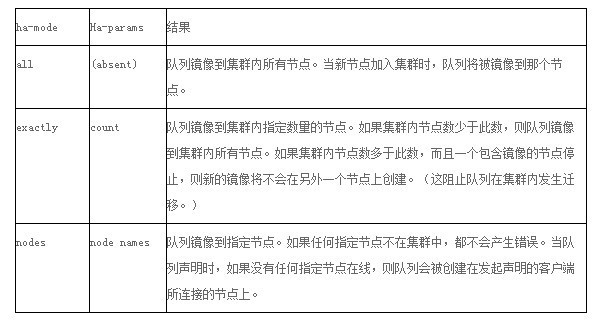 ha-mode Ha-params 结果
all (absent) 队列镜像到集群内所有节点。当新节点加入集群时，队列将被镜像到那个节
点。
exactly count 队列镜像到集群内指定数量的节点。如果集群内节点数少于此数，则队列镜像
到集群内所有节点。如果集群内节点数多于此数，而且一个包含镜像的节点停
止，则新的镜像将不会在另外一个节点上创建。（这阻止队列在集群内发生迁
移。）
nodes node names 队列镜像到指定节点。如果任何指定节点不在集群中，都不会产生错误。当队
列声明时，如果没有任何指定节点在线，则队列会被创建在发起声明的客户端
所连接的节点上。